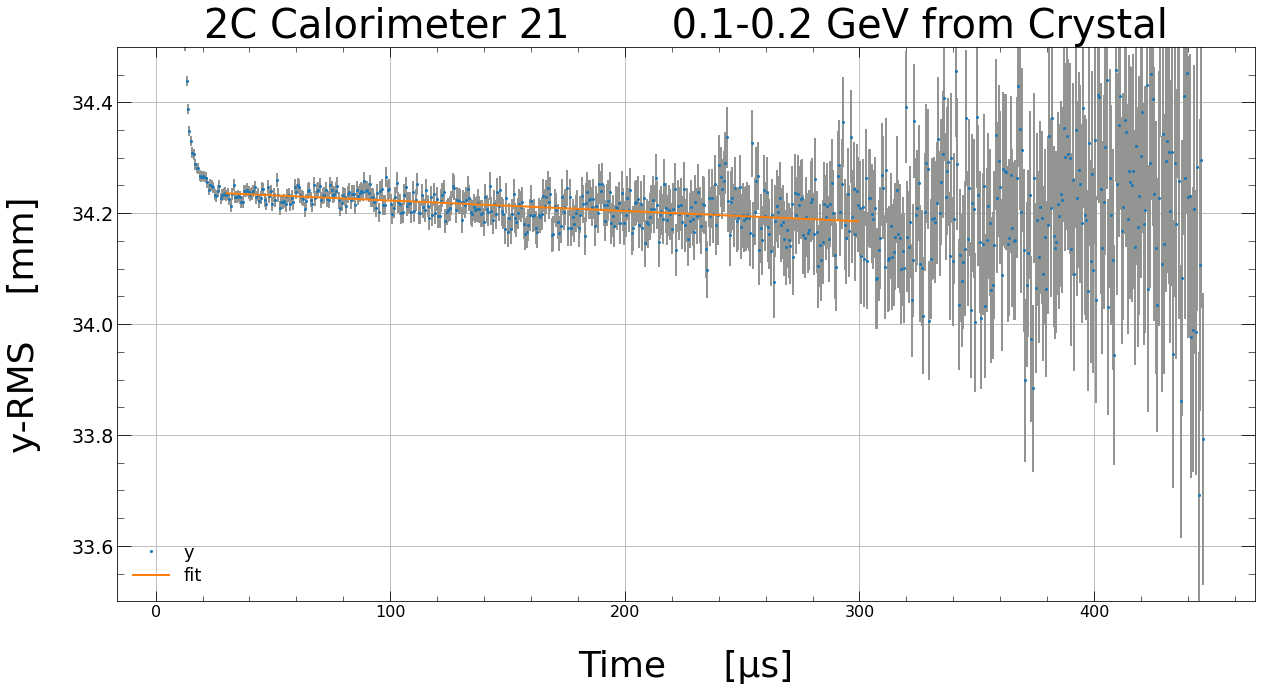 2C Calorimeter 21 0.1-0.2 GeV from Crystal
y-RMS [mm]
34.4
34.2
34.0
33.8
33.6
y
fit
0 100 200 300 400
Time [µs]